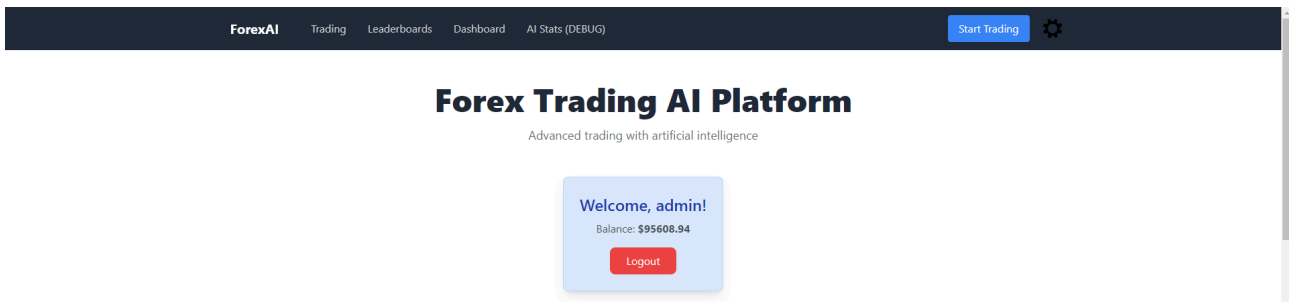 ForexAI Trading Leaderboards Dashboard AI Stats (DEBUG) Start Trading
Forex Trading AI Platform
Advanced trading with artificial intelligence
Welcome, admin!
Balance: $95608.94
Logout